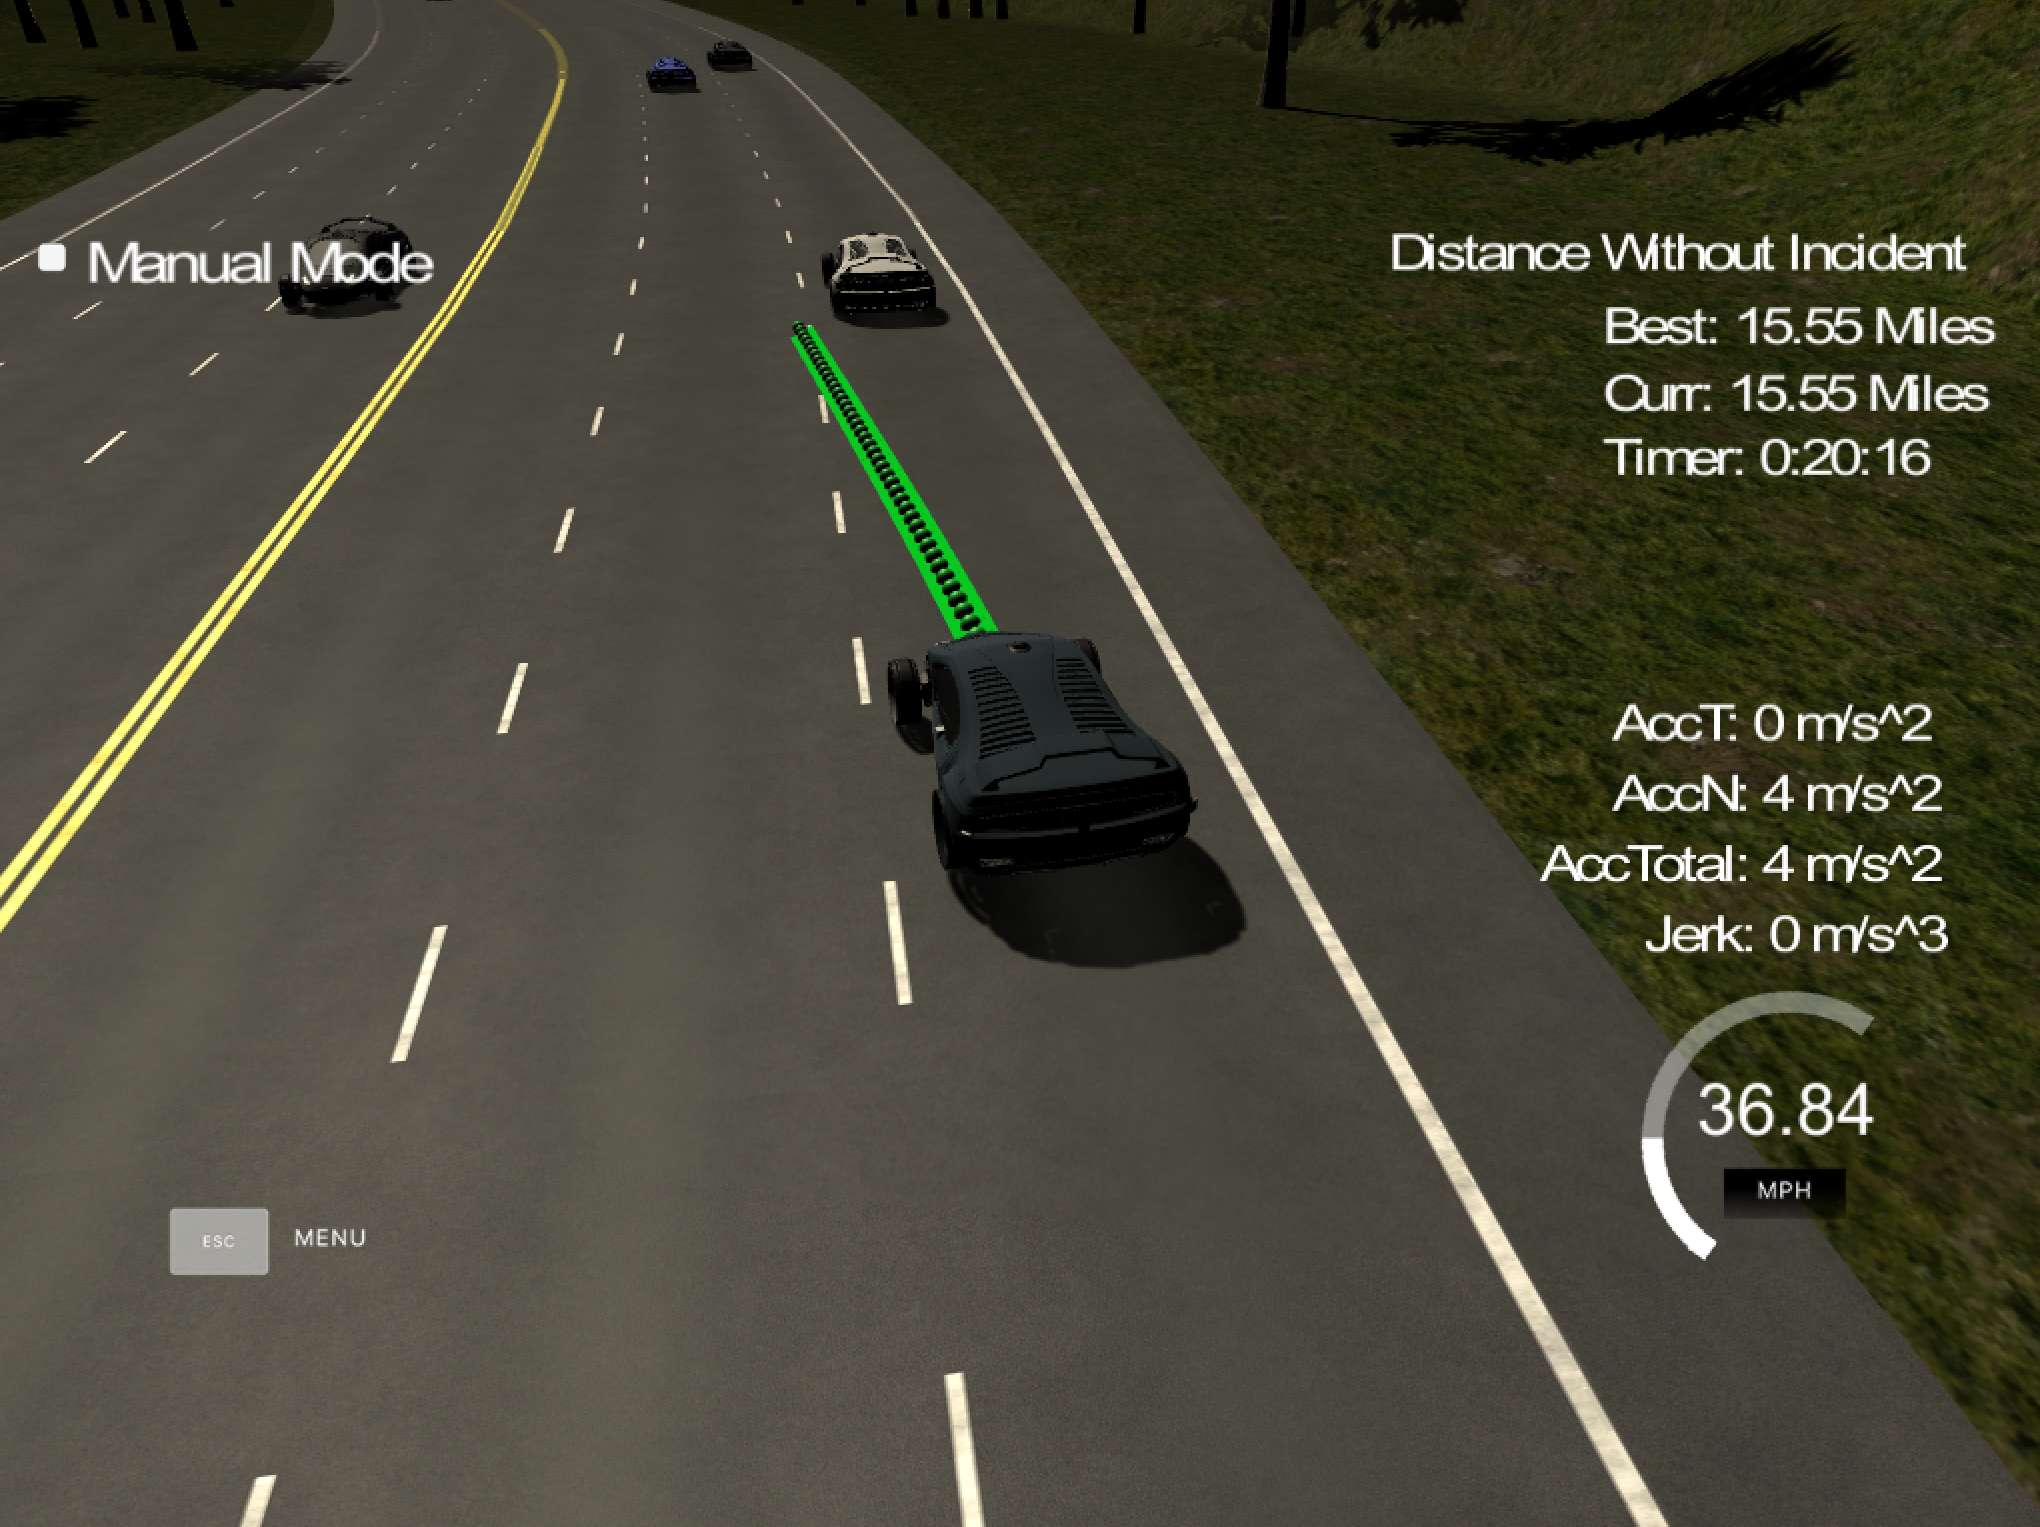 Manual Mode
Distance Without Incident
Best: 15.55 Miles
Curr: 15.55 Miles
Timer: 0:20:16
AccT: 0 m/s^2
AccN: 4 m/s^2
AccTotal: 4 m/s^2
Jerk: 0 m/s^3
36.84
MPH
ESC MENU